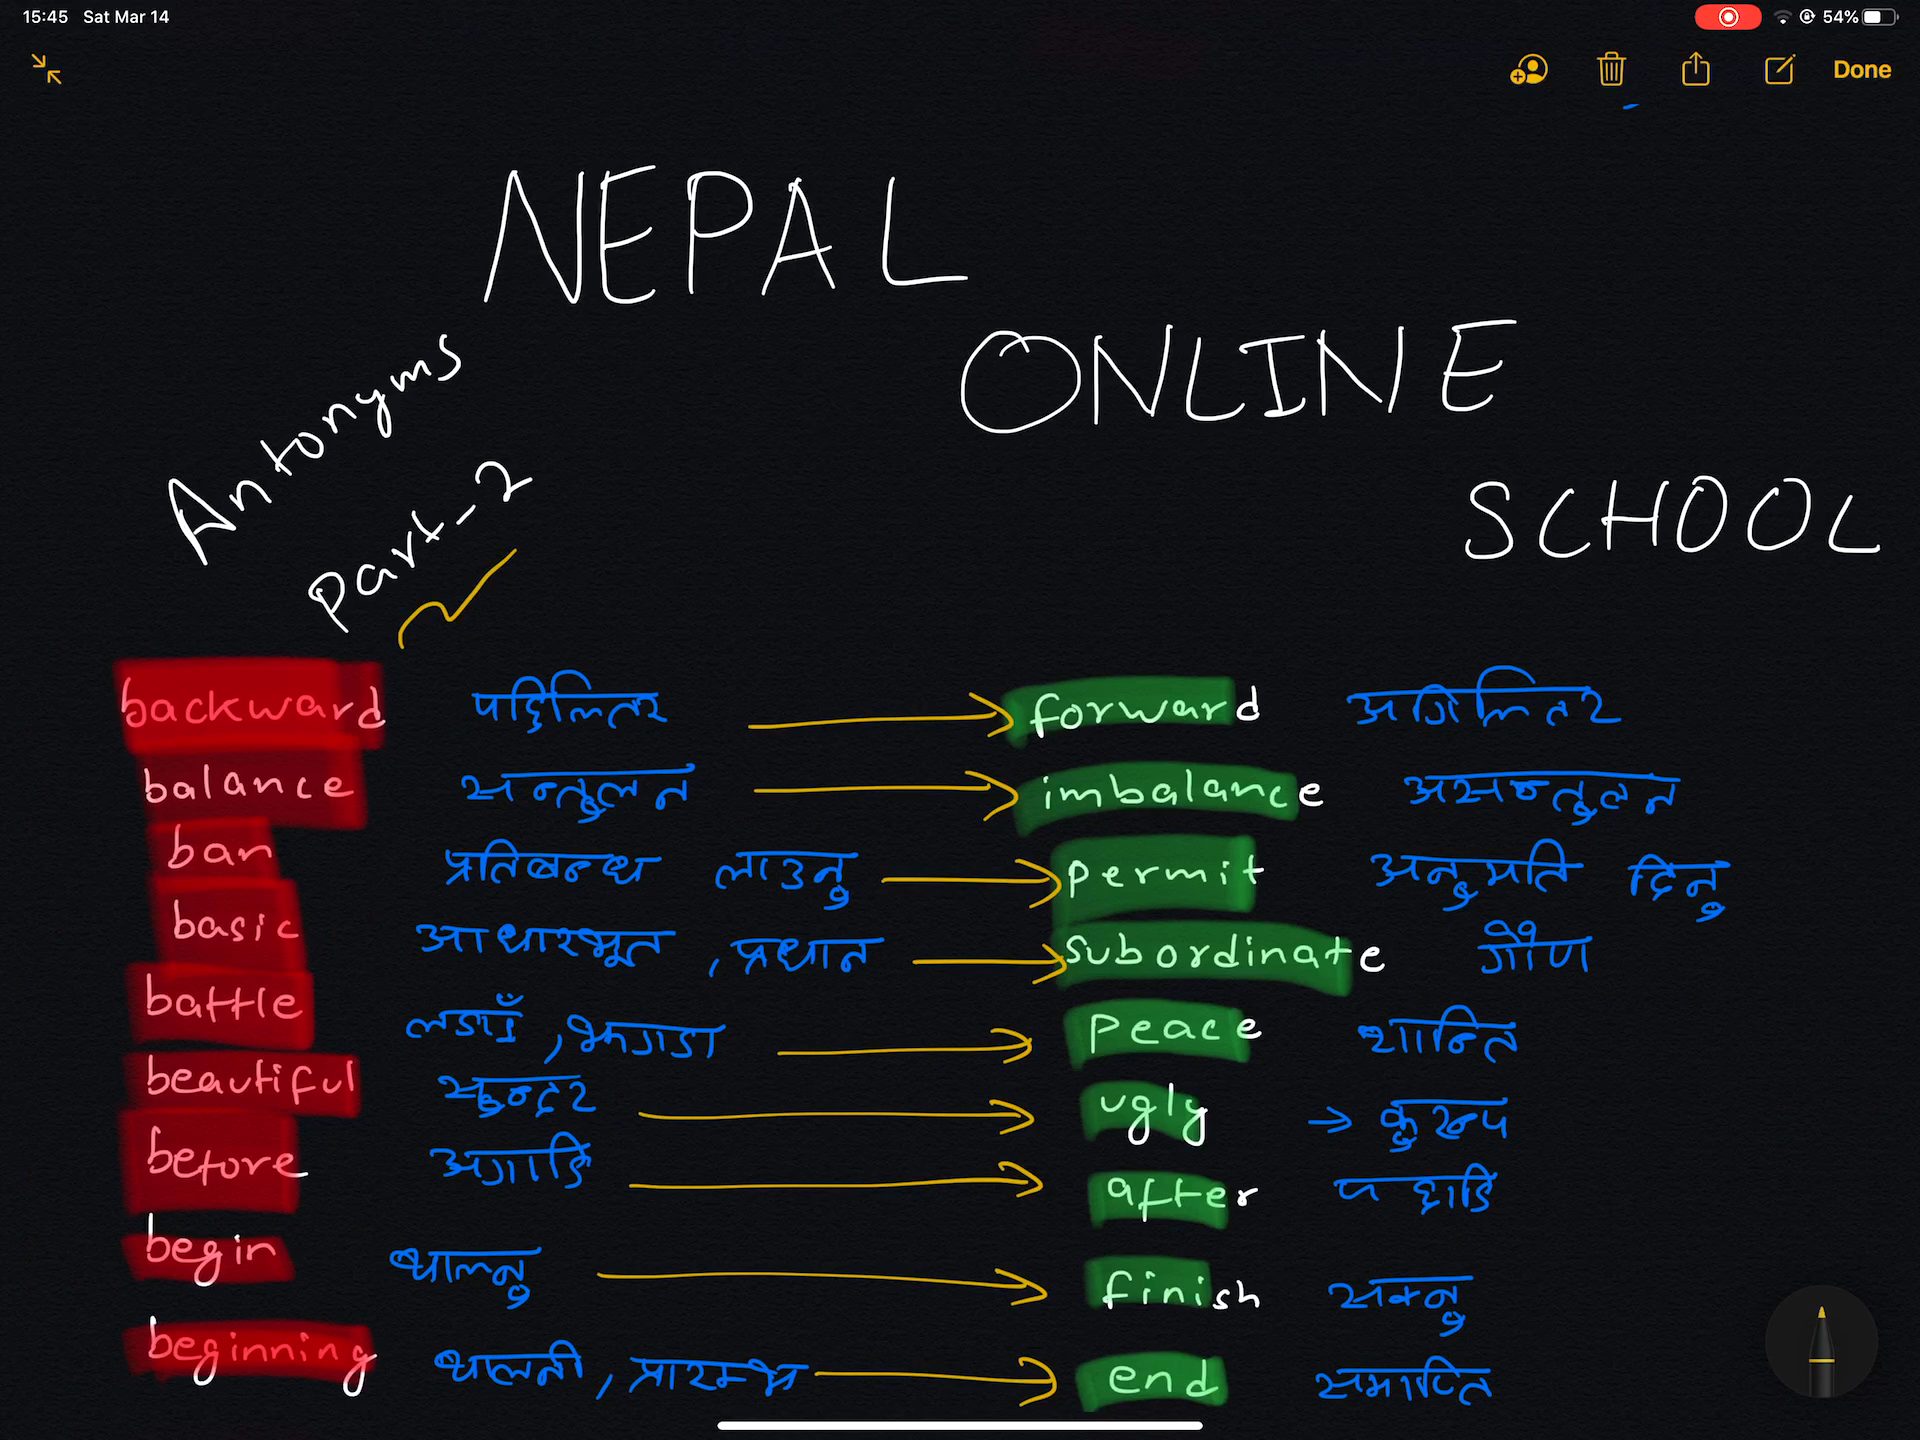 15:45 Sat Mar 14 54%
Done
NEPAL
ONLINE
SCHOOL
Antonyms
part-2
backward पछिल्तिर forward अगिल्तिर
balance सन्तुलन imbalance असन्तुलन
ban प्रतिबन्ध लाउनु permit अनुमति दिनु
basic आधारभूत , प्रधान subordinate गौण
battle लडाइँ , झगडा peace शान्ति
beautiful सुन्दर ugly → कुरूप
before अगाडि after पछाडि
begin थाल्नु finish सक्नु
beginning थालनी , प्रारम्भ end समाप्ति